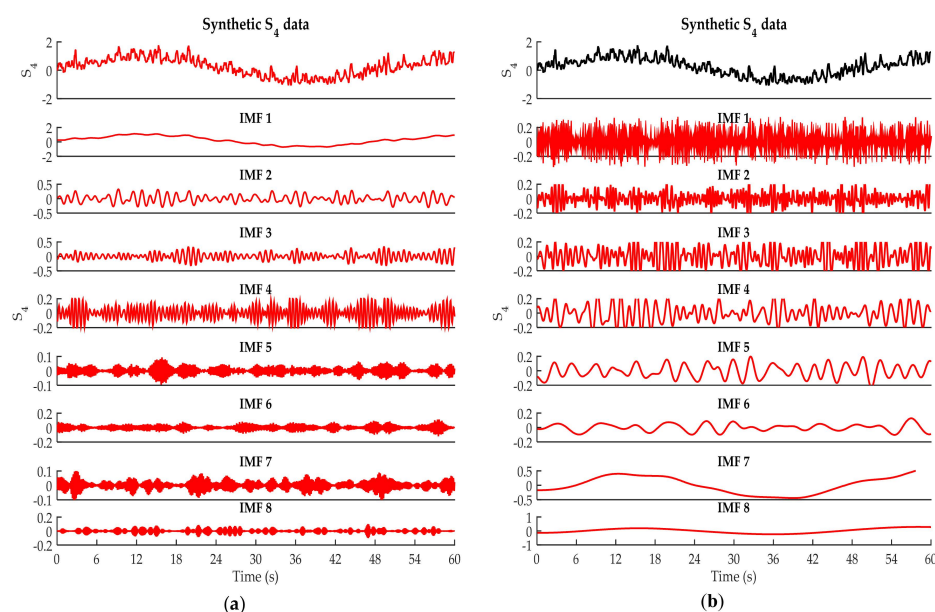 Synthetic S4 data
2
0
-2
S4
IMF 1
2
0
-2
IMF 2
0.5
0
-0.5
IMF 3
0.5
0
-0.5
IMF 4
0.2
0
-0.2
S4
IMF 5
0.1
0
-0.1
IMF 6
0.2
0
-0.2
IMF 7
0.1
0
-0.1
IMF 8
0.2
0
-0.2
0 6 12 18 24 30 36 42 48 54 60
Time (s)
(a)
Synthetic S4 data
2
0
-2
S4
IMF 1
0.2
0
-0.2
IMF 2
0.2
0
-0.2
IMF 3
0.2
0
-0.2
IMF 4
0.2
0
-0.2
S4
IMF 5
0.2
0
-0.2
IMF 6
0.2
0
-0.2
IMF 7
0.5
0
-0.5
IMF 8
1
0
-1
0 6 12 18 24 30 36 42 48 54 60
Time (s)
(b)